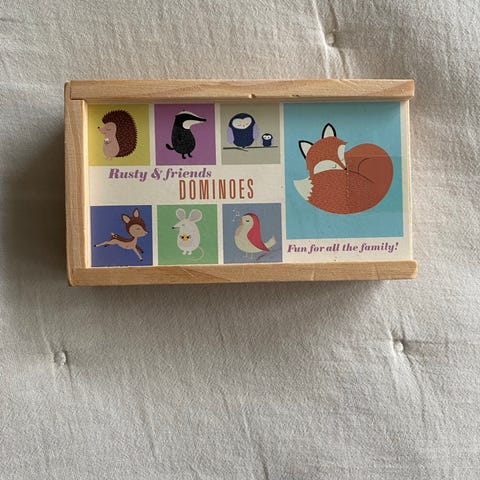 Rusty & friends
DOMINOES
Fun for all the family!